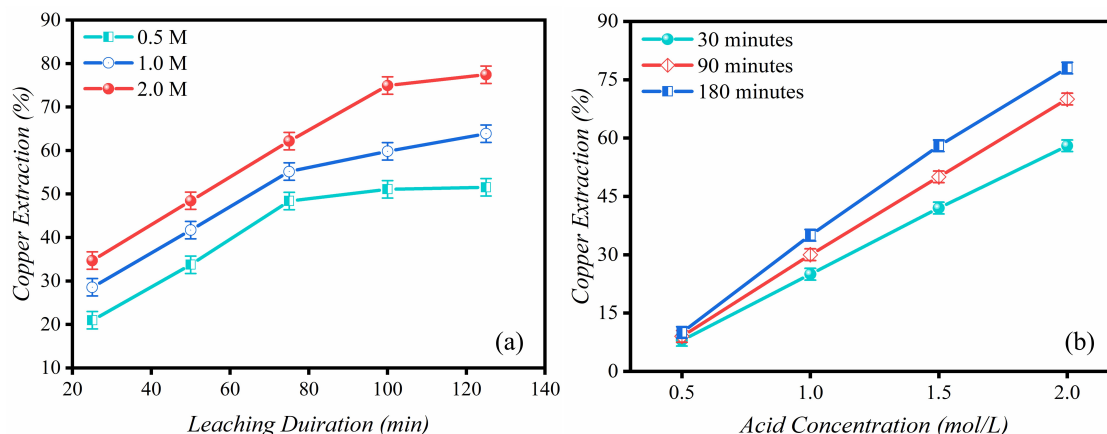 90
80
70
60
50
40
30
20
10
20
40
60
80
100
120
140
Copper Extraction (%)
Leaching Duiration (min)
0.5 M
1.0 M
2.0 M
(a)
90
75
60
45
30
15
0
0.5
1.0
1.5
2.0
Copper Extraction (%)
Acid Concentration (mol/L)
30 minutes
90 minutes
180 minutes
(b)